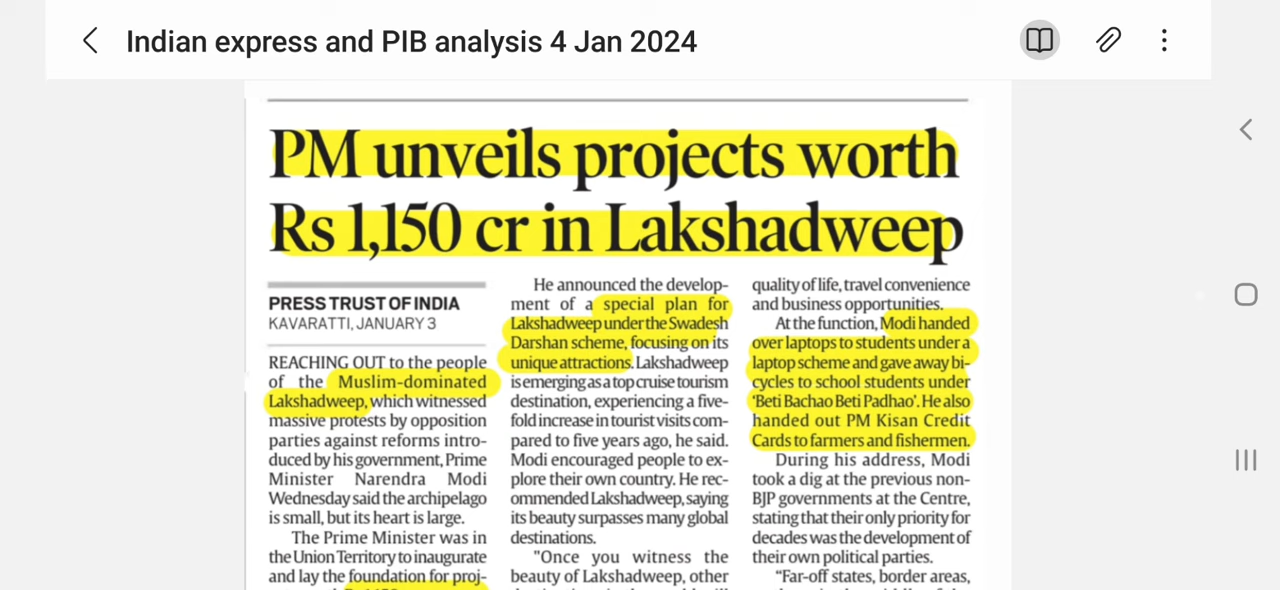 Indian express and PIB analysis 4 Jan 2024
PM unveils projects worth
Rs 1,150 cr in Lakshadweep
PRESS TRUST OF INDIA
KAVARATTI, JANUARY 3
REACHING OUT to the people
of the Muslim-dominated
Lakshadweep, which witnessed
massive protests by opposition
parties against reforms intro-
duced by his government, Prime
Minister Narendra Modi
Wednesday said the archipelago
is small, but its heart is large.
The Prime Minister was in
the Union Territory to inaugurate
and lay the foundation for proj-
He announced the develop-
ment of a special plan for
Lakshadweep under the Swadesh
Darshan scheme, focusing on its
unique attractions. Lakshadweep
is emerging as a top cruise tourism
destination, experiencing a five-
fold increase in tourist visits com-
pared to five years ago, he said.
Modi encouraged people to ex-
plore their own country. He rec-
ommended Lakshadweep, saying
its beauty surpasses many global
destinations.
"Once you witness the
beauty of Lakshadweep, other
quality of life, travel convenience
and business opportunities.
At the function, Modi handed
over laptops to students under a
laptop scheme and gave away bi-
cycles to school students under
'Beti Bachao Beti Padhao'. He also
handed out PM Kisan Credit
Cards to farmers and fishermen.
During his address, Modi
took a dig at the previous non-
BJP governments at the Centre,
stating that their only priority for
decades was the development of
their own political parties.
"Far-off states, border areas,